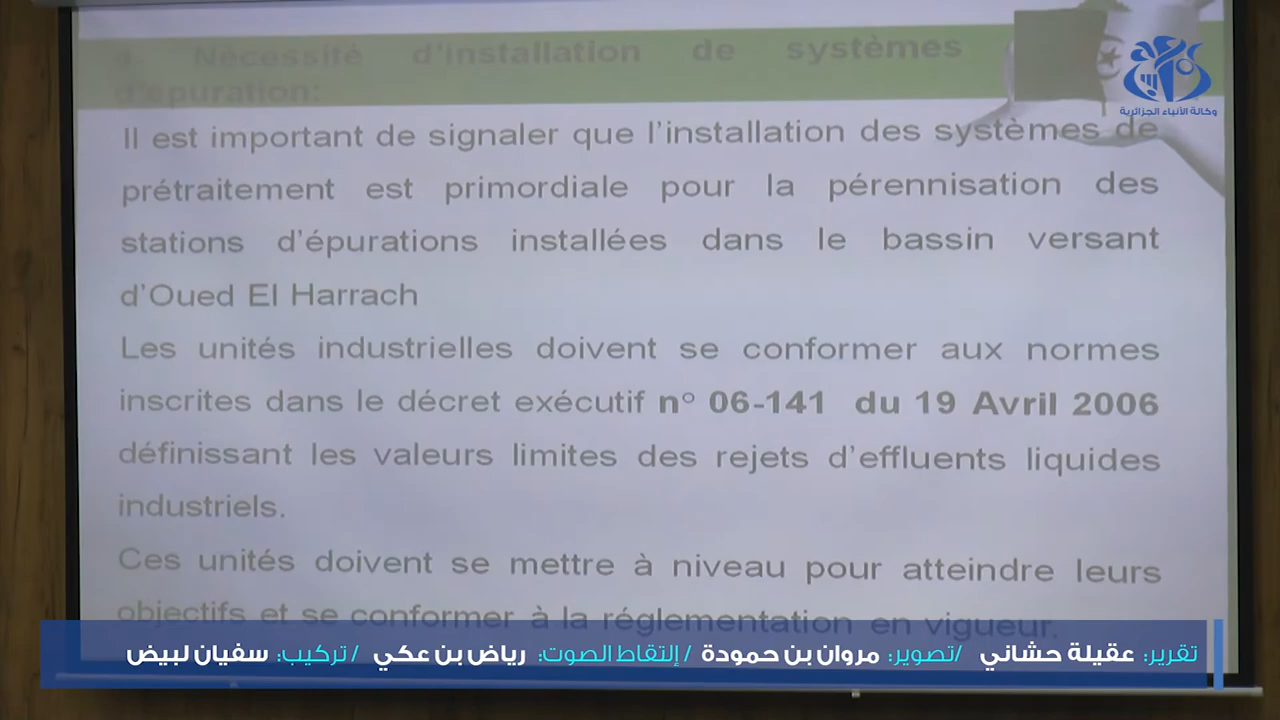 Nécessité d'installation de systèmes
d'épuration:
Il est important de signaler que l'installation des systèmes de
prétraitement est primordiale pour la pérennisation des
stations d'épurations installées dans le bassin versant
d'Oued El Harrach
Les unités industrielles doivent se conformer aux normes
inscrites dans le décret exécutif n° 06-141 du 19 Avril 2006
définissant les valeurs limites des rejets d'effluents liquides
industriels.
Ces unités doivent se mettre à niveau pour atteindre leurs
objectifs et se conformer à la réglementation en vigueur.
وكالة الأنباء الجزائرية
تقرير: عقيلة حشاني /تصوير: مروان بن حمودة / إلتقاط الصوت: رياض بن عكي / تركيب: سفيان لبيض